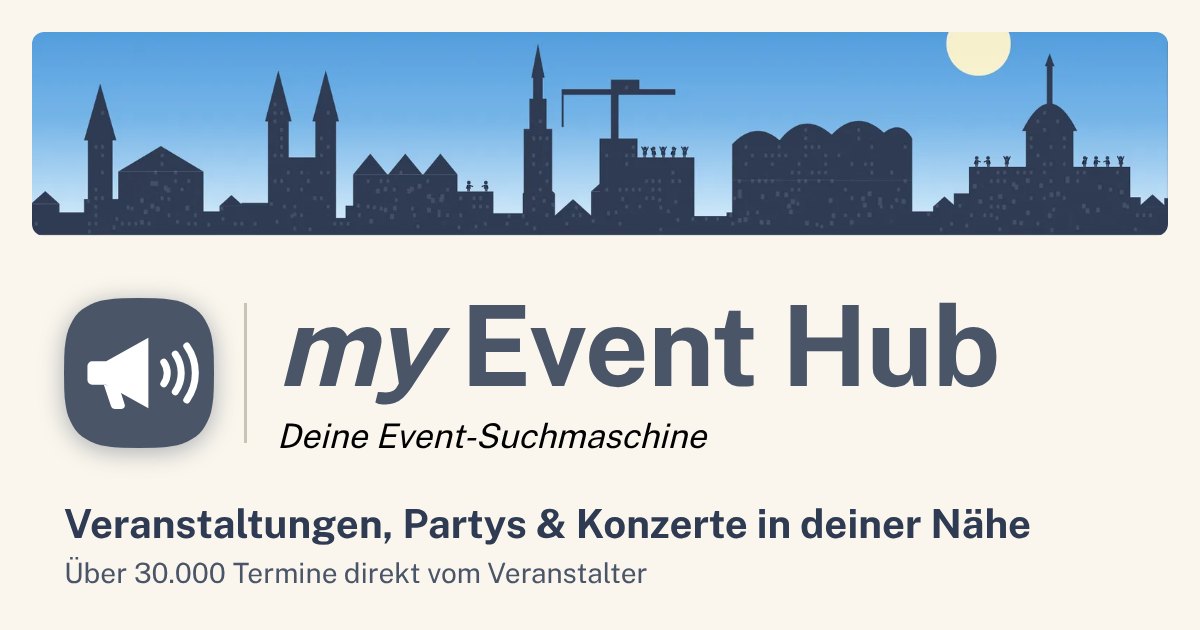 my Event Hub
Deine Event-Suchmaschine
Veranstaltungen, Partys & Konzerte in deiner Nähe
Über 30.000 Termine direkt vom Veranstalter